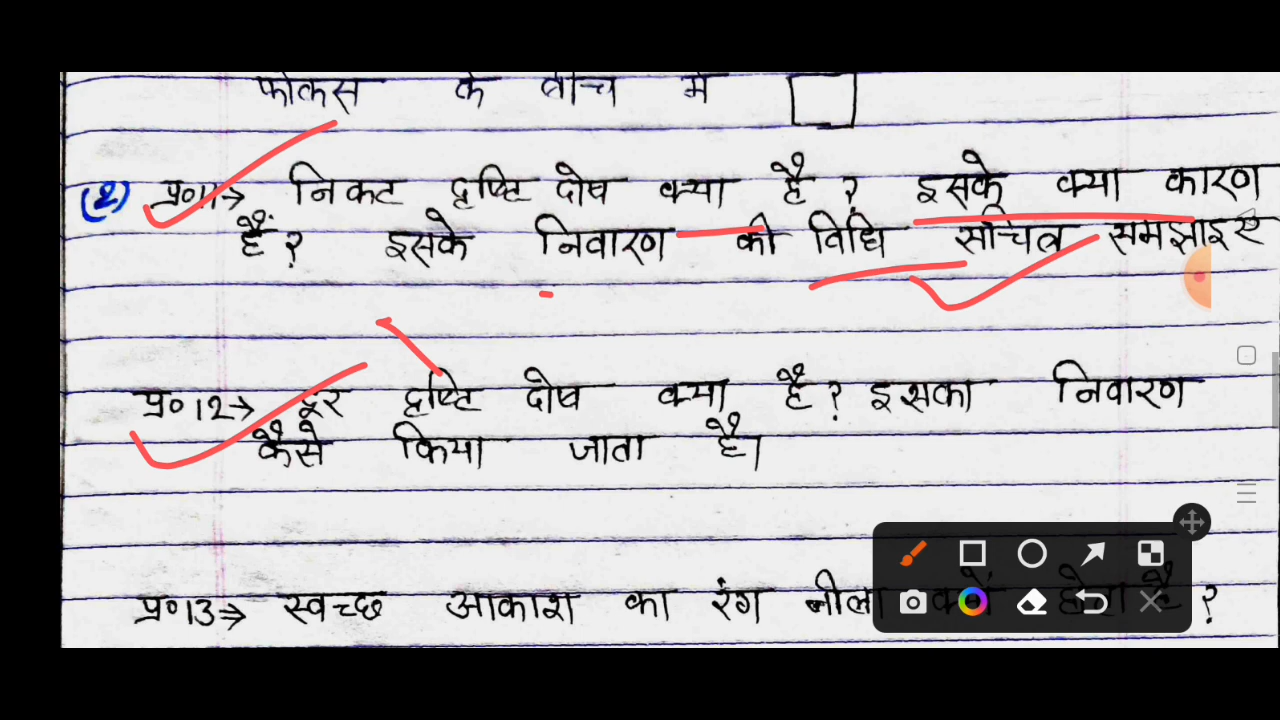 फोकस के बीच में
(2) प्र०11→ निकट दृष्टि दोष क्या है? इसके क्या कारण
हैं? इसके निवारण की विधि सचित्र समझाइए
प्र०12→ दूर दृष्टि दोष क्या है? इसका निवारण
कैसे किया जाता है।
प्र०13→ स्वच्छ आकाश का रंग नीला क्यों होता है ?